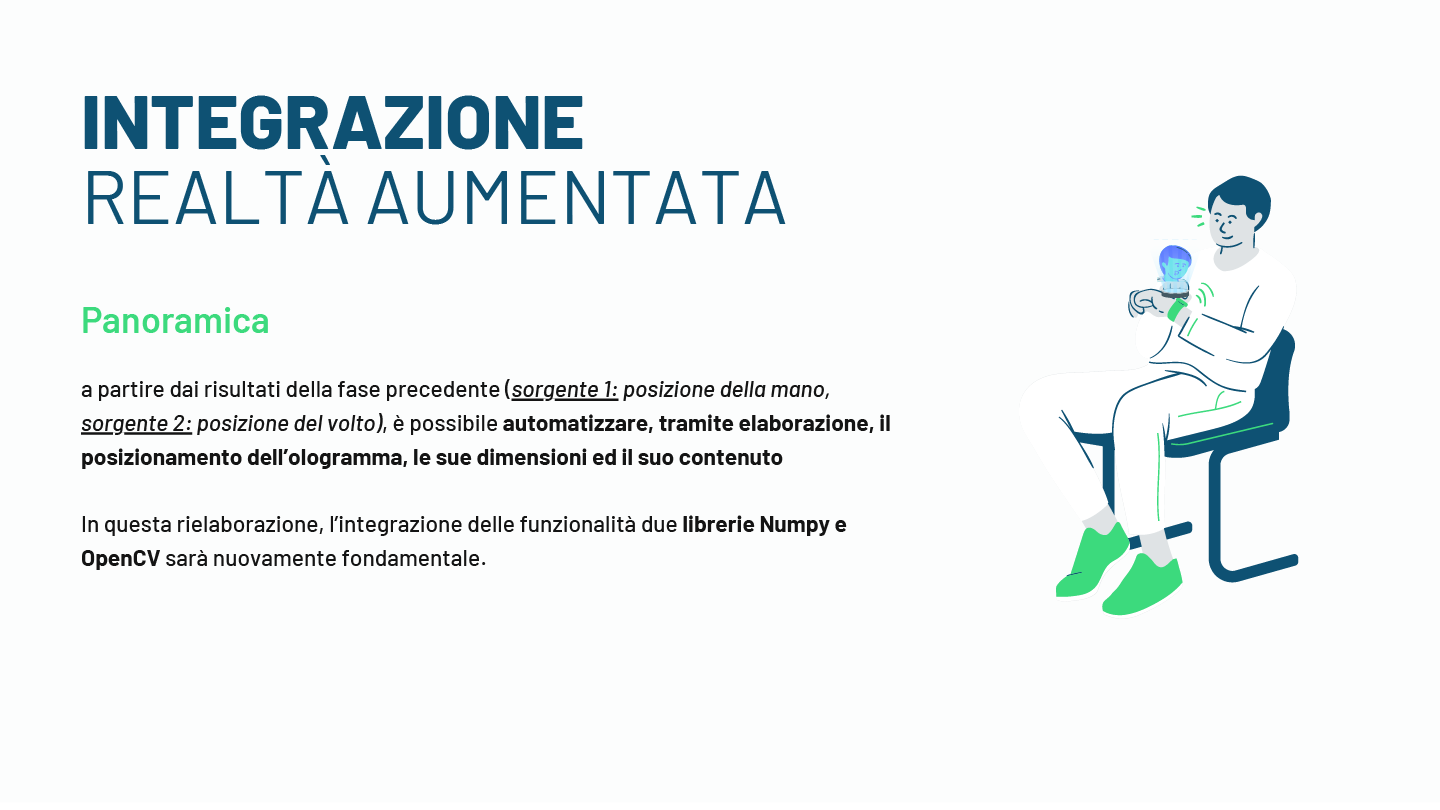 INTEGRAZIONE
REALTÀ AUMENTATA
Panoramica
a partire dai risultati della fase precedente (sorgente 1: posizione della mano,
sorgente 2: posizione del volto), è possibile automatizzare, tramite elaborazione, il
posizionamento dell’ologramma, le sue dimensioni ed il suo contenuto
In questa rielaborazione, l’integrazione delle funzionalità due librerie Numpy e
OpenCV sarà nuovamente fondamentale.